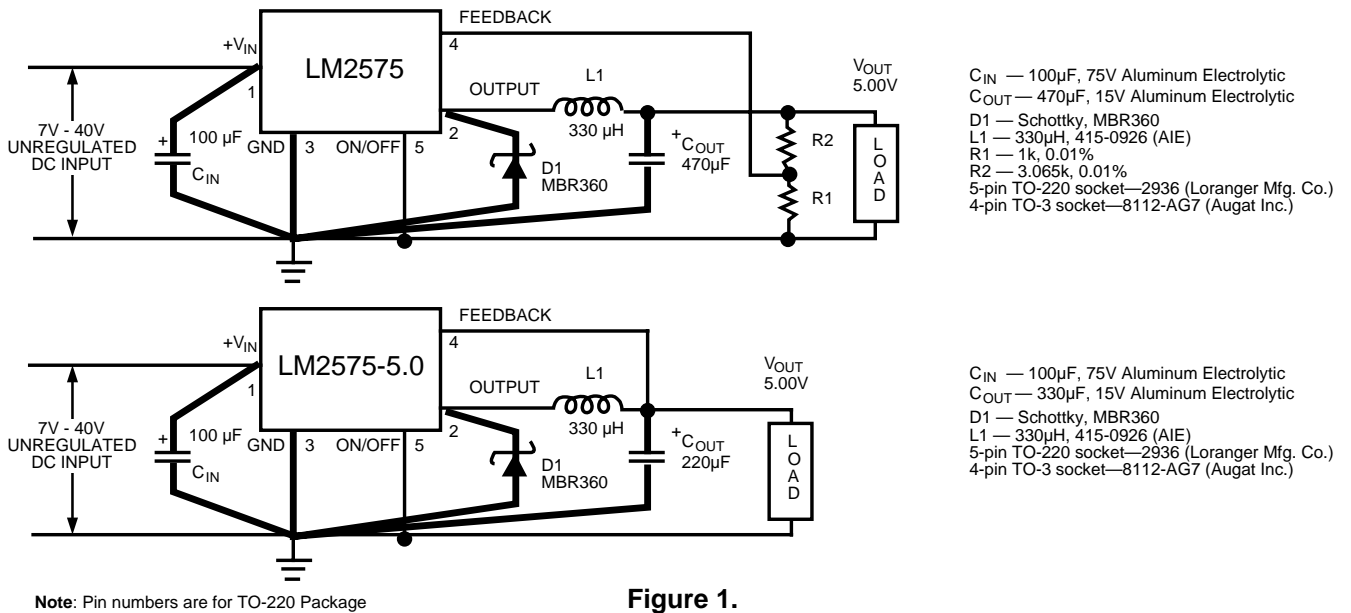 FEEDBACK
+VIN
4
LM2575
L1
VOUT
5.00V
OUTPUT
1
7V - 40V
UNREGULATED
DC INPUT
+
100 µF
CIN
GND
3
ON/OFF
5
2
330 µH
D1
MBR360
+
COUT
470µF
R2
R1
LOAD
CIN — 100µF, 75V Aluminum Electrolytic
COUT — 470µF, 15V Aluminum Electrolytic
D1 — Schottky, MBR360
L1 — 330µH, 415-0926 (AIE)
R1 — 1k, 0.01%
R2 — 3.065k, 0.01%
5-pin TO-220 socket—2936 (Loranger Mfg. Co.)
4-pin TO-3 socket—8112-AG7 (Augat Inc.)
FEEDBACK
+VIN
4
LM2575-5.0
L1
VOUT
5.00V
OUTPUT
1
7V - 40V
UNREGULATED
DC INPUT
+
100 µF
CIN
GND
3
ON/OFF
5
2
330 µH
D1
MBR360
+
COUT
220µF
LOAD
CIN — 100µF, 75V Aluminum Electrolytic
COUT — 330µF, 15V Aluminum Electrolytic
D1 — Schottky, MBR360
L1 — 330µH, 415-0926 (AIE)
5-pin TO-220 socket—2936 (Loranger Mfg. Co.)
4-pin TO-3 socket—8112-AG7 (Augat Inc.)
Note: Pin numbers are for TO-220 Package
Figure 1.